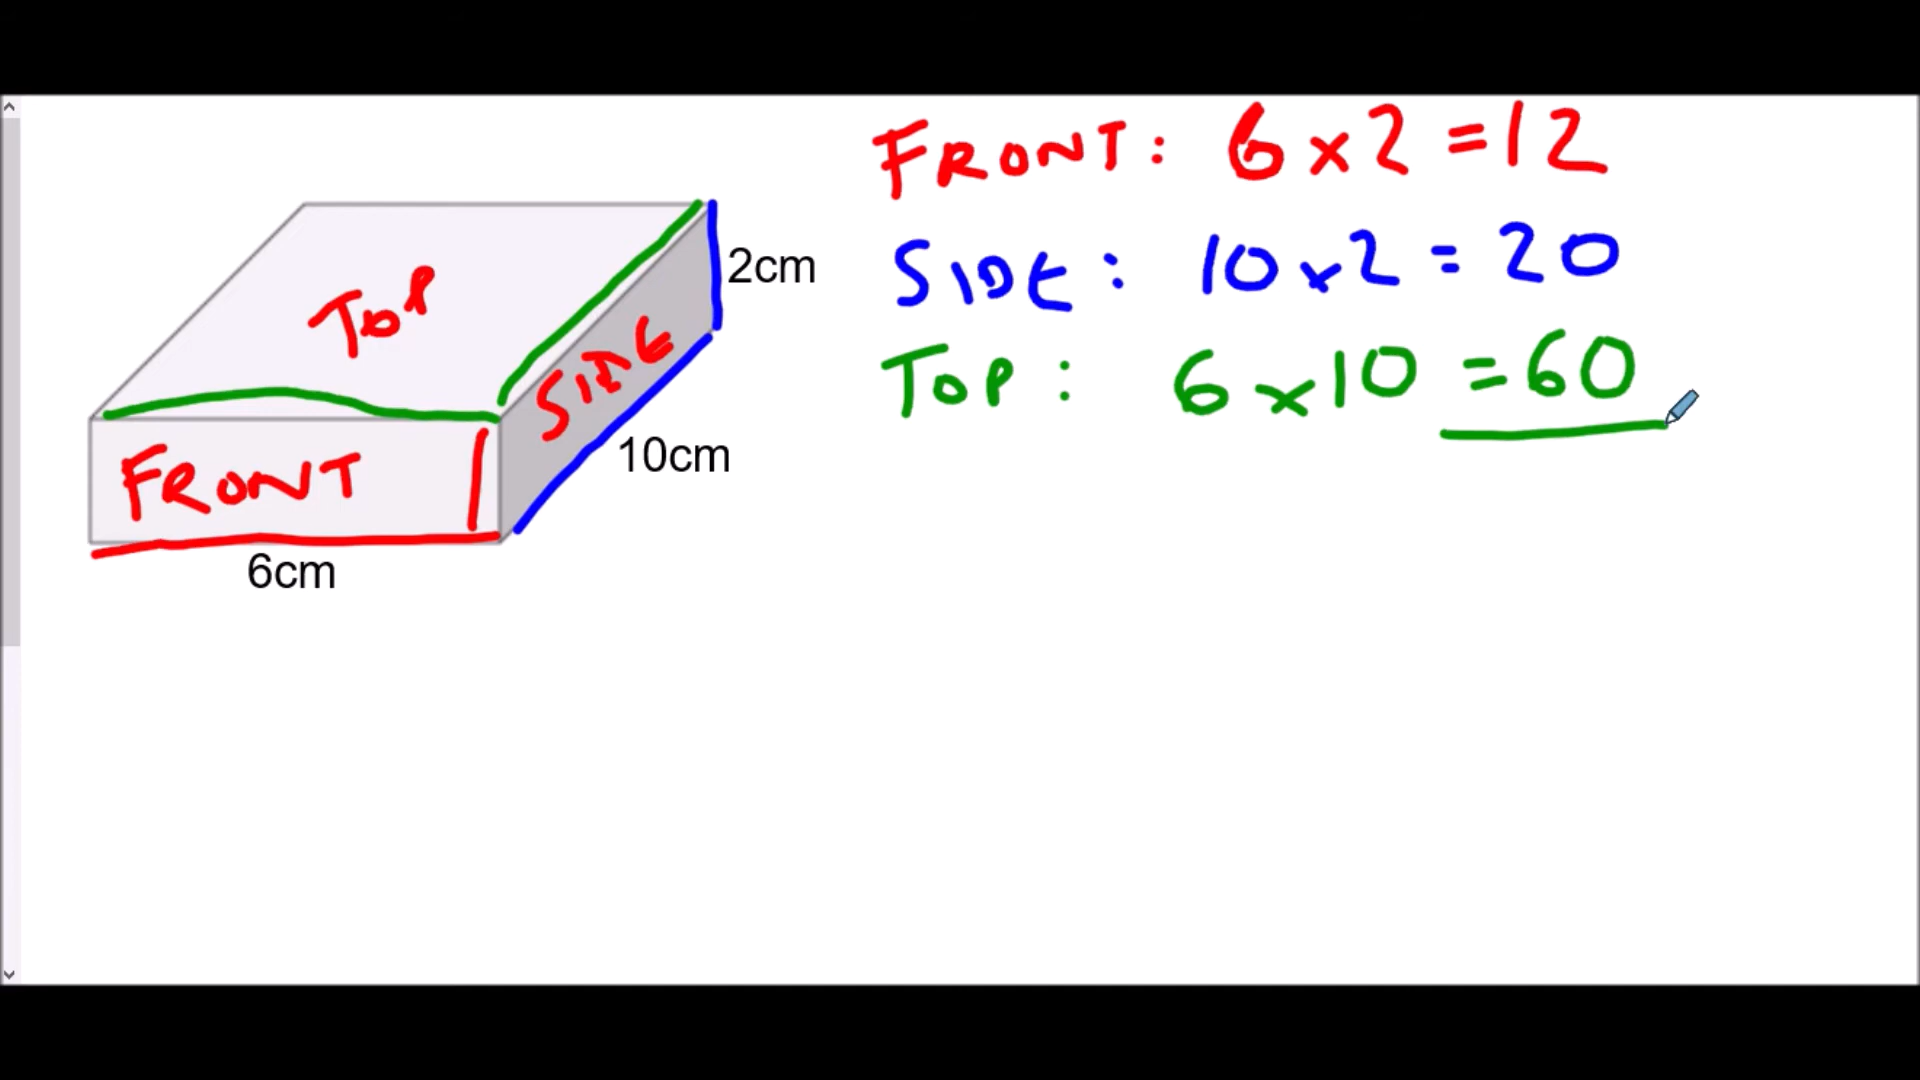 FRONT: 6 x 2 = 12
SIDE: 10 x 2 = 20
TOP: 6 x 10 = 60
TOP
SIDE
FRONT
2cm
10cm
6cm